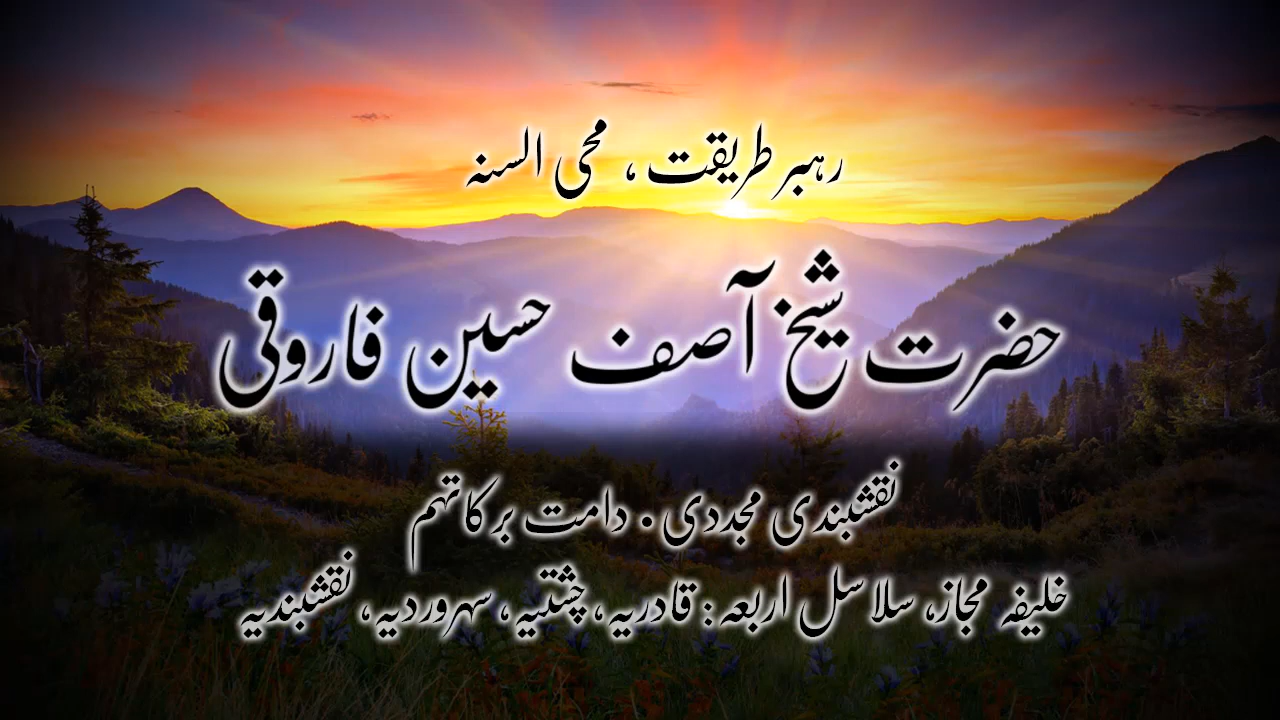 رہبر طریقت، محی السنہ
حضرت شیخ آصف حسین فاروقی
نقشبندی مجددی۔ دامت برکاتہم
خلیفہ مجاز، سلاسل اربعہ: قادریہ، چشتیہ، سہروردیہ، نقشبندیہ